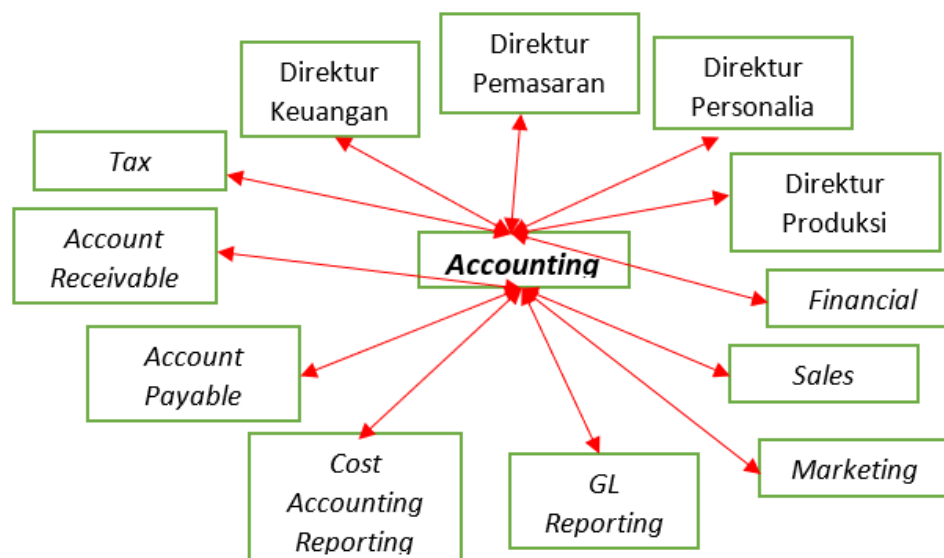 Direktur
Keuangan
Direktur
Pemasaran
Direktur
Personalia
Tax
Direktur
Produksi
Account
Receivable
Accounting
Financial
Account
Payable
Sales
Cost
Accounting
Reporting
GL
Reporting
Marketing